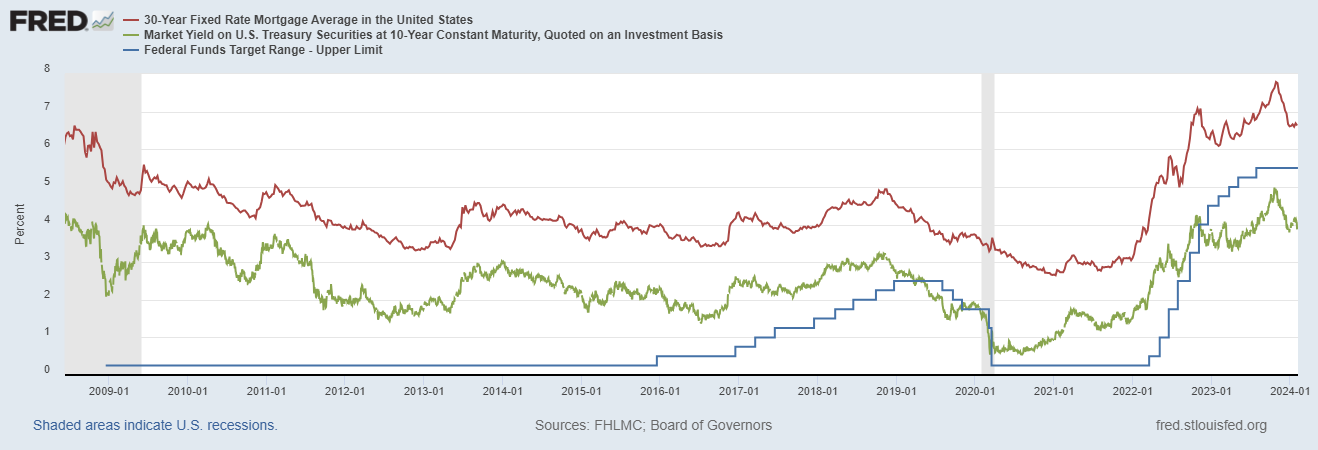 FRED
30-Year Fixed Rate Mortgage Average in the United States
Market Yield on U.S. Treasury Securities at 10-Year Constant Maturity, Quoted on an Investment Basis
Federal Funds Target Range - Upper Limit
8
7
6
5
4
3
2
1
0
Percent
2009-01 2010-01 2011-01 2012-01 2013-01 2014-01 2015-01 2016-01 2017-01 2018-01 2019-01 2020-01 2021-01 2022-01 2023-01 2024-01
Shaded areas indicate U.S. recessions. Sources: FHLMC; Board of Governors fred.stlouisfed.org